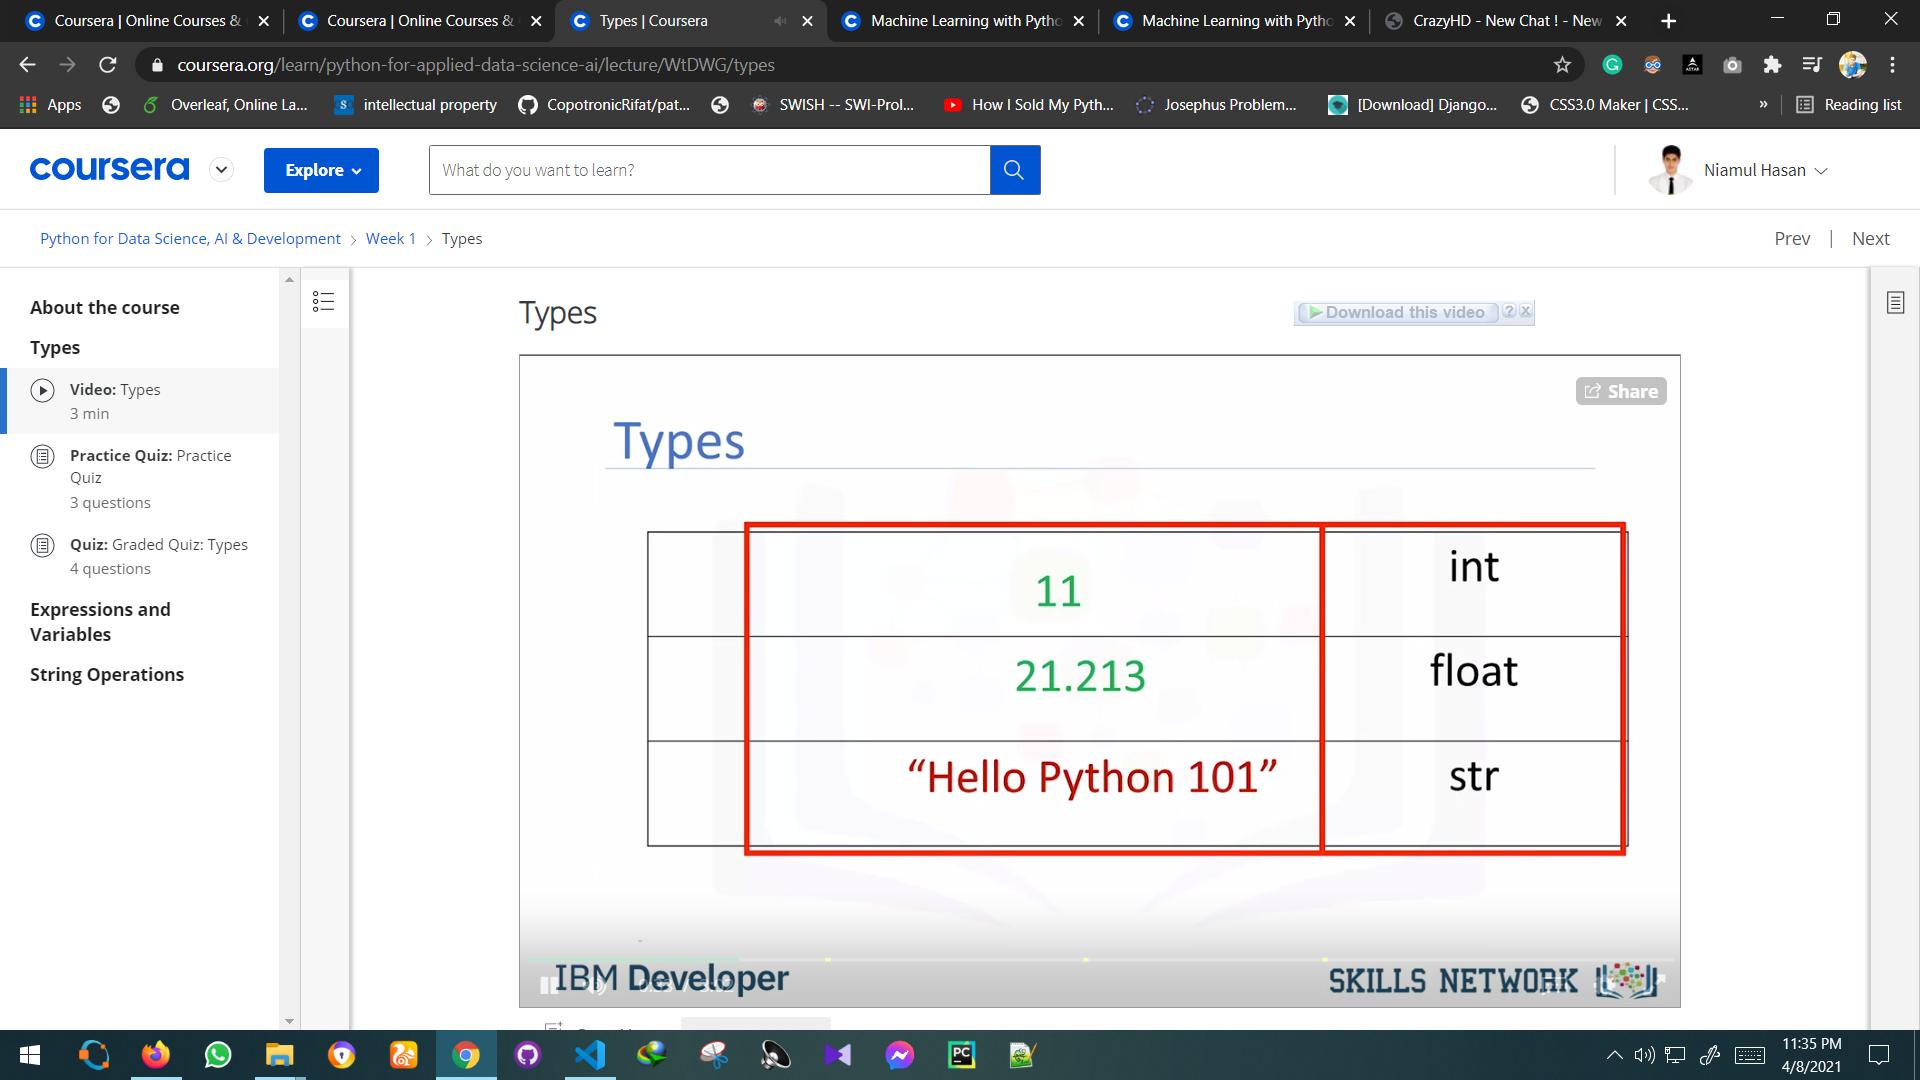 Coursera | Online Courses &
Coursera | Online Courses &
Types | Coursera
Machine Learning with Pytho
Machine Learning with Pytho
CrazyHD - New Chat ! - New
coursera.org/learn/python-for-applied-data-science-ai/lecture/WtDWG/types
Apps
Overleaf, Online La...
intellectual property
CopotronicRifat/pat...
SWISH -- SWI-Prol...
How I Sold My Pyth...
Josephus Problem...
[Download] Django...
CSS3.0 Maker | CSS...
»
Reading list
coursera
Explore
What do you want to learn?
Niamul Hasan
Python for Data Science, AI & Development > Week 1 > Types
Prev | Next
About the course
Types
Video: Types
3 min
Practice Quiz: Practice
Quiz
3 questions
Quiz: Graded Quiz: Types
4 questions
Expressions and
Variables
String Operations
Types
Download this video ? x
Share
Types
11 int
21.213 float
“Hello Python 101” str
IBM Developer
SKILLS NETWORK
11:35 PM
4/8/2021